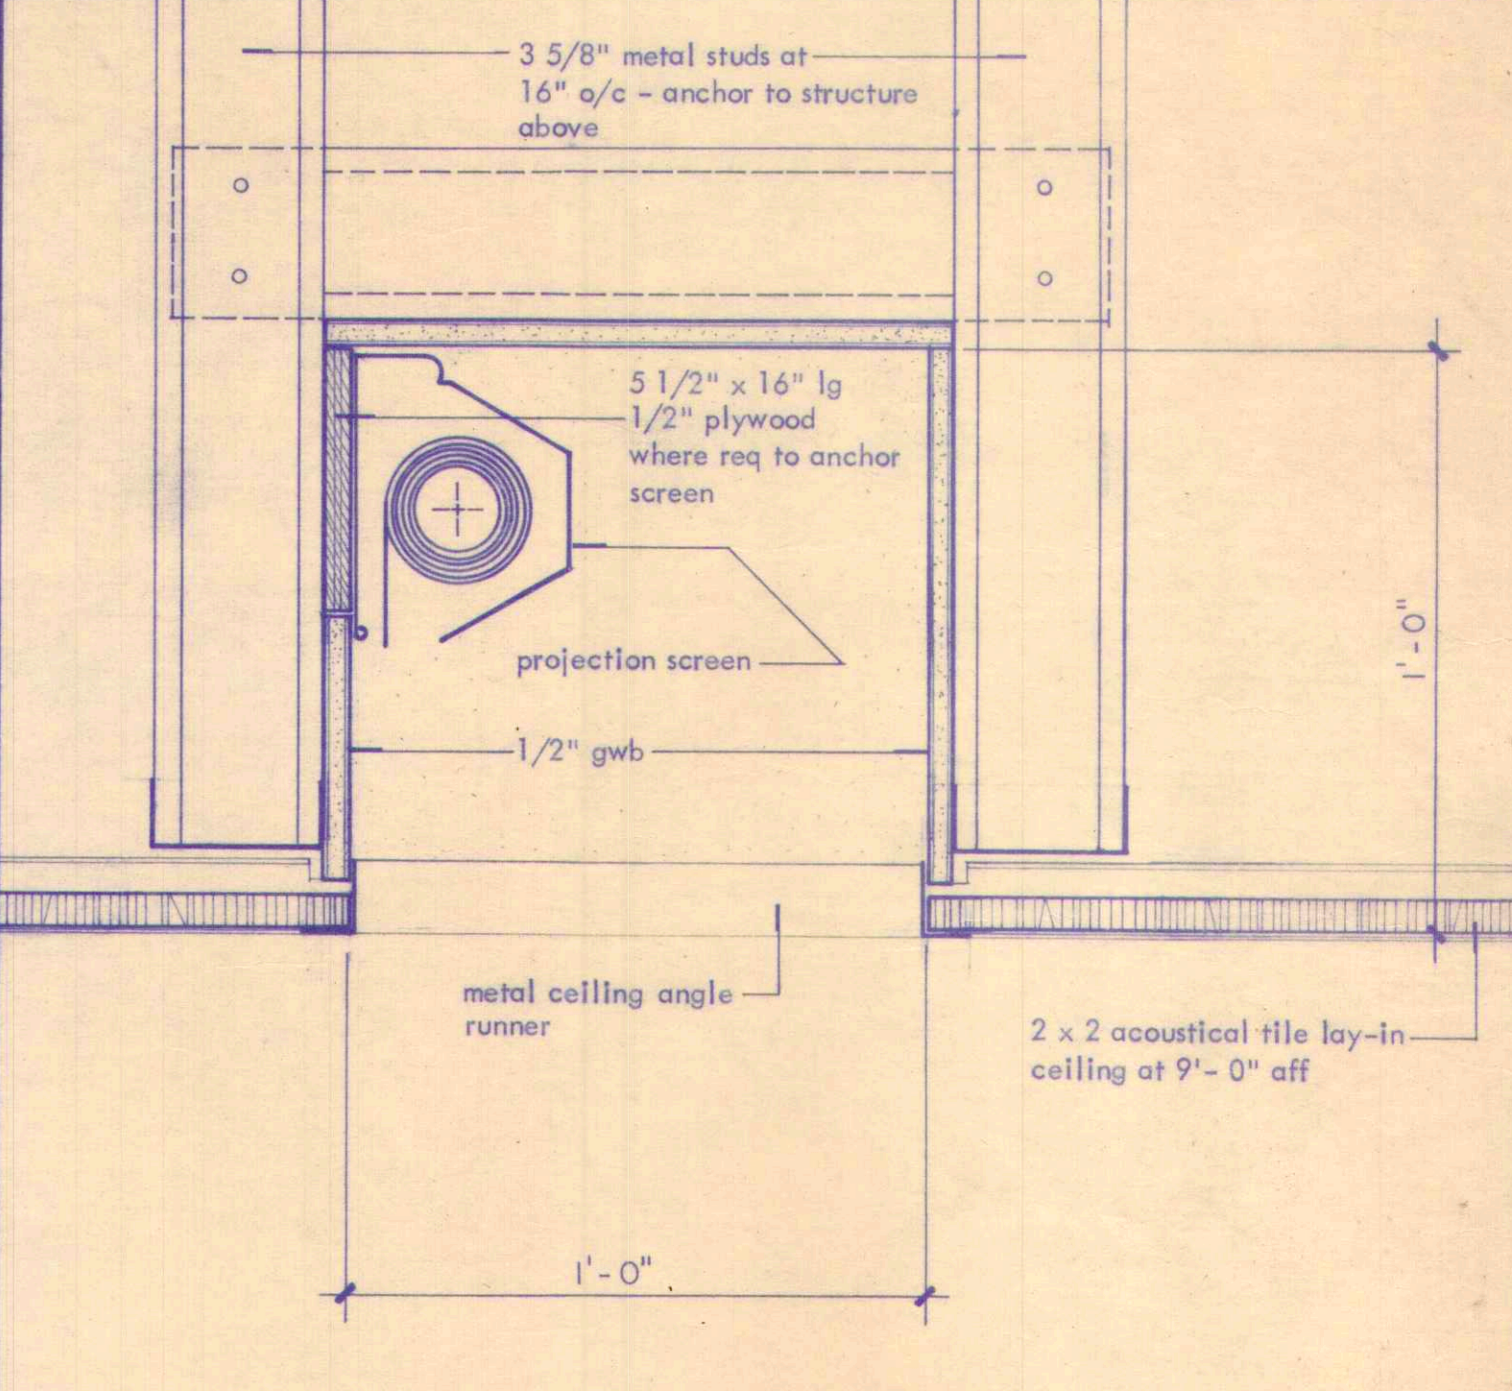 3 5/8" metal studs at
16" o/c - anchor to structure
above
5 1/2" x 16" lg
1/2" plywood
where req to anchor
screen
projection screen
1/2" gwb
1'-0"
metal ceiling angle
runner
2 x 2 acoustical tile lay-in
ceiling at 9'- 0" aff
1'-0"